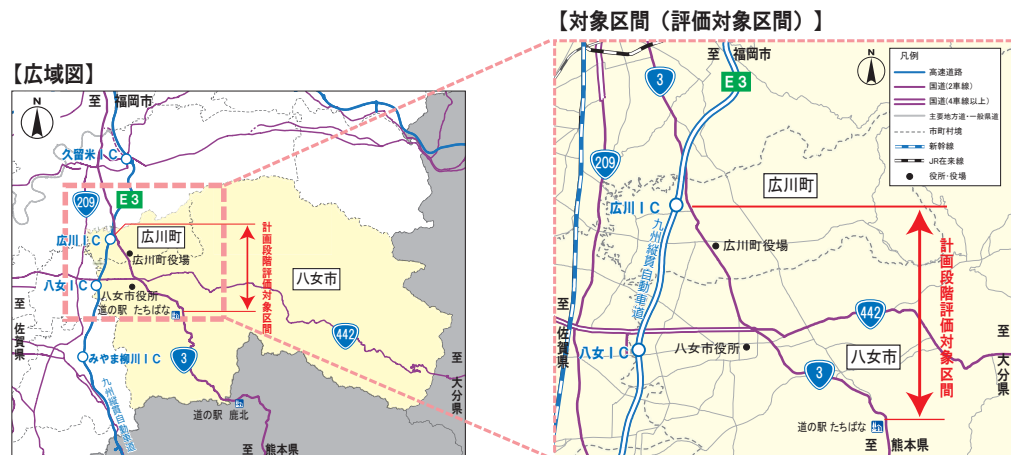 【広域図】
N
至 福岡市
久留米IC
209
E3
広川IC
広川町
広川町役場
八女IC
八女市役所
道の駅 たちばな
計画段階評価対象区間
八女市
442
至 佐賀県
みやま柳川IC
3
九州縦貫自動車道
道の駅 鹿北
至 大分県
至 熊本県
【対象区間（評価対象区間）】
至 福岡市
3
E3
N
凡例
高速道路
国道(2車線)
国道(4車線以上)
主要地方道・一般県道
市町村境
新幹線
JR在来線
役所・役場
209
広川町
広川IC
広川町役場
九州縦貫自動車道
計画段階評価対象区間
442
至 佐賀県
八女IC
八女市役所
八女市
3
至 大分県
道の駅 たちばな
至 熊本県